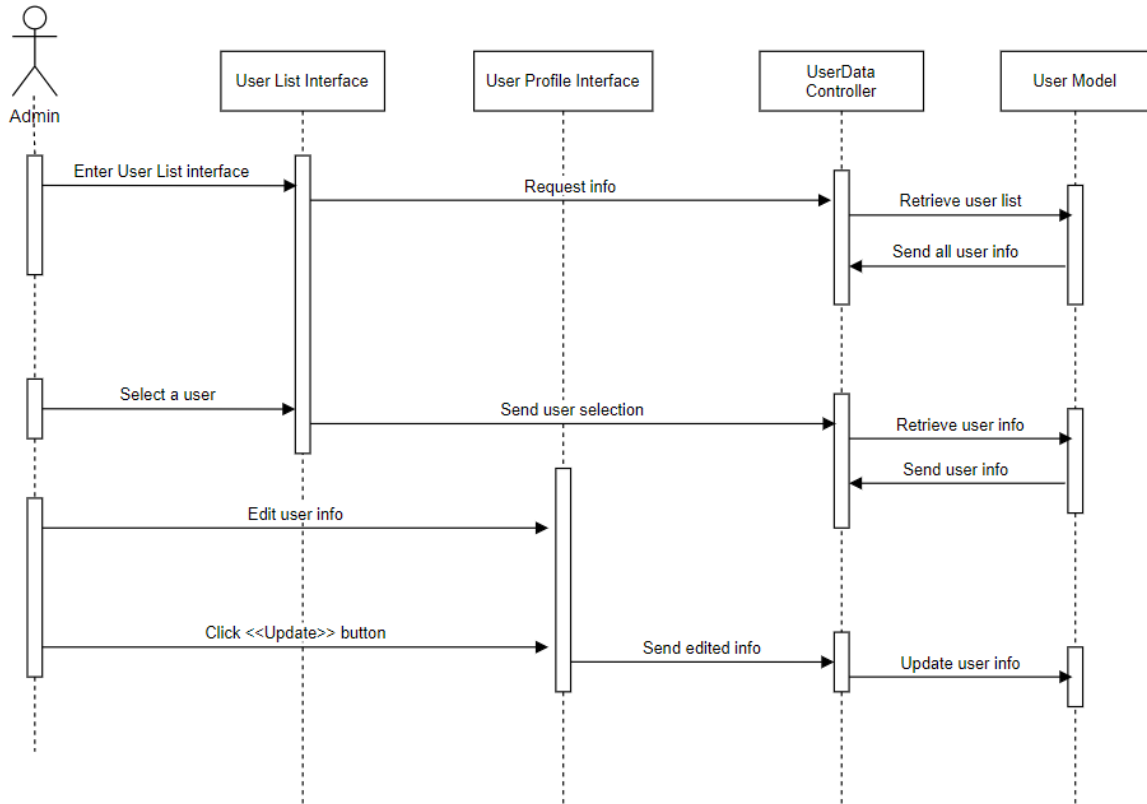 Admin
User List Interface
User Profile Interface
UserData
Controller
User Model
Enter User List interface
Request info
Retrieve user list
Send all user info
Select a user
Send user selection
Retrieve user info
Send user info
Edit user info
Click <<Update>> button
Send edited info
Update user info